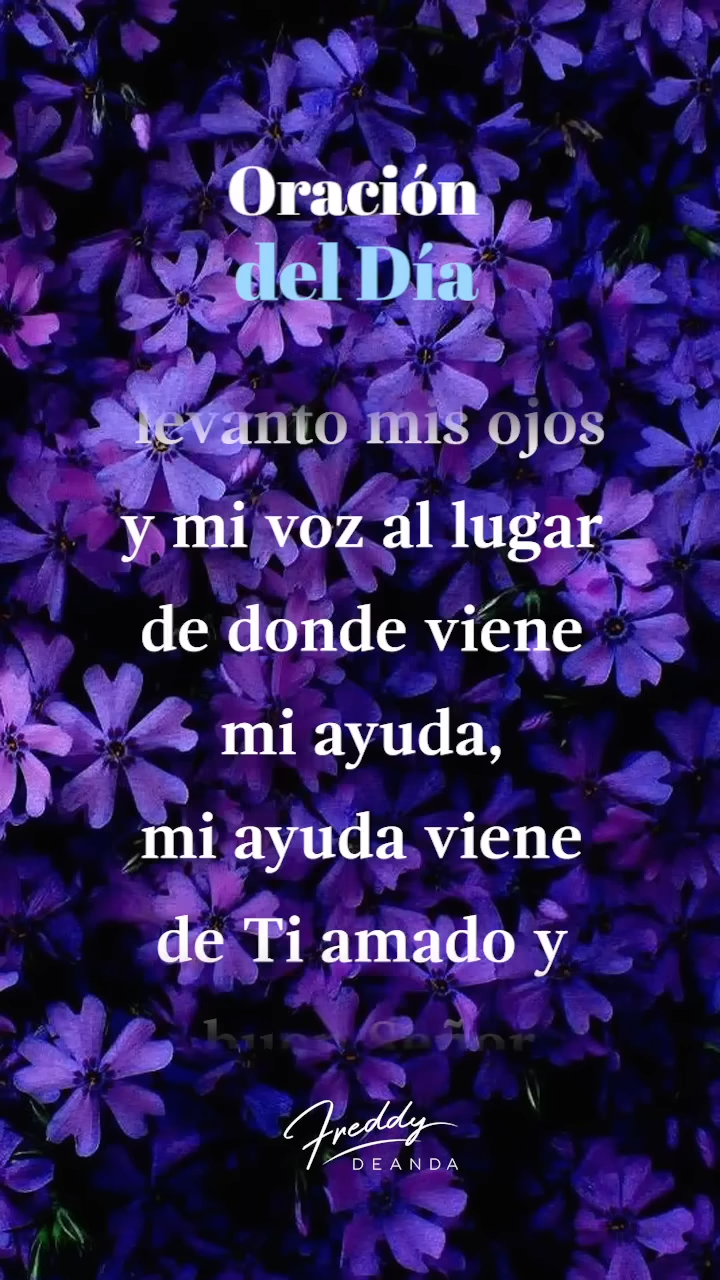 Oración
del Día
levanto mis ojos
y mi voz al lugar
de donde viene
mi ayuda,
mi ayuda viene
de Ti amado y
buen Señor
Freddy
DEANDA